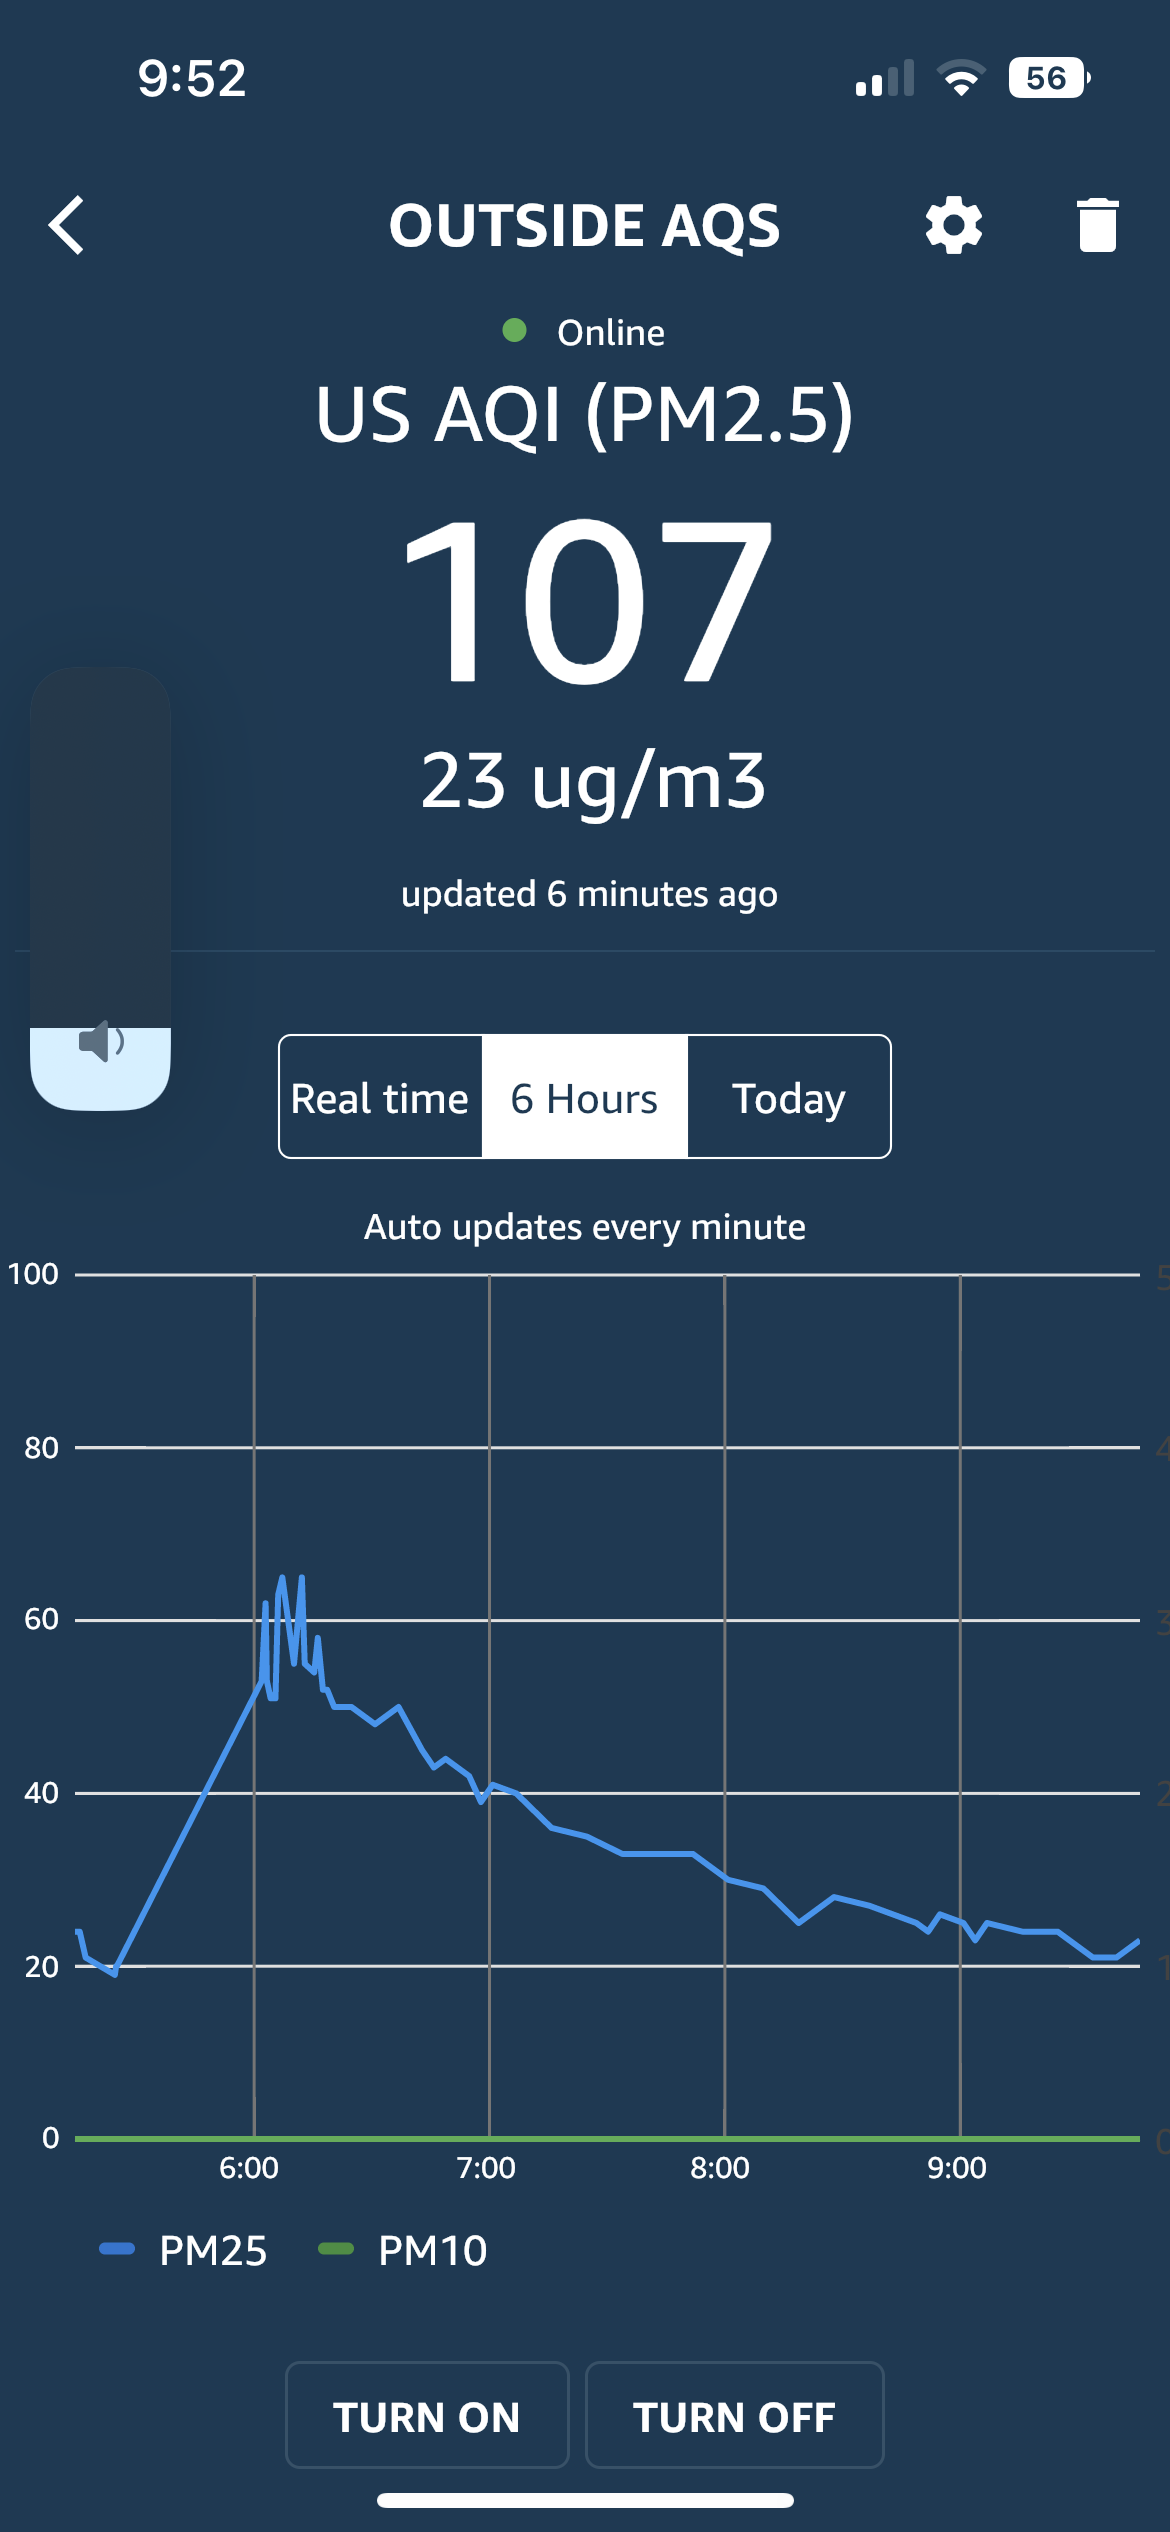 9:52
56
OUTSIDE AQS
Online
US AQI (PM2.5)
107
23 ug/m3
updated 6 minutes ago
Real time 6 Hours Today
Auto updates every minute
100
80
60
40
20
0
6:00 7:00 8:00 9:00
PM25 PM10
TURN ON TURN OFF